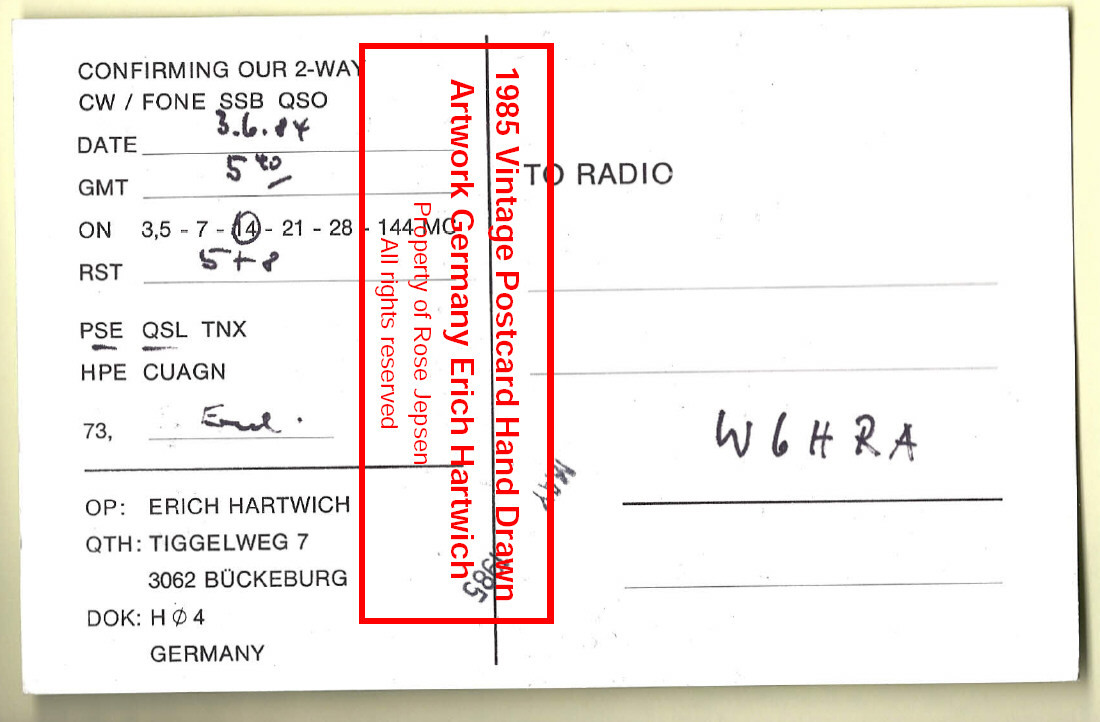 CONFIRMING OUR 2-WAY
CW / FONE SSB QSO
DATE 3.6.84
GMT 5 40
ON 3,5 - 7 - 14 - 21 - 28 - 144 MC
RST 5+8
PSE QSL TNX
HPE CUAGN
73,
OP: ERICH HARTWICH
QTH: TIGGELWEG 7
3062 BÜCKEBURG
DOK: HØ4
GERMANY
TO RADIO
W6HRA
MAY
1985
1985 Vintage Postcard Hand Drawn
Artwork Germany Erich Hartwich
Property of Rose Jepsen
All rights reserved